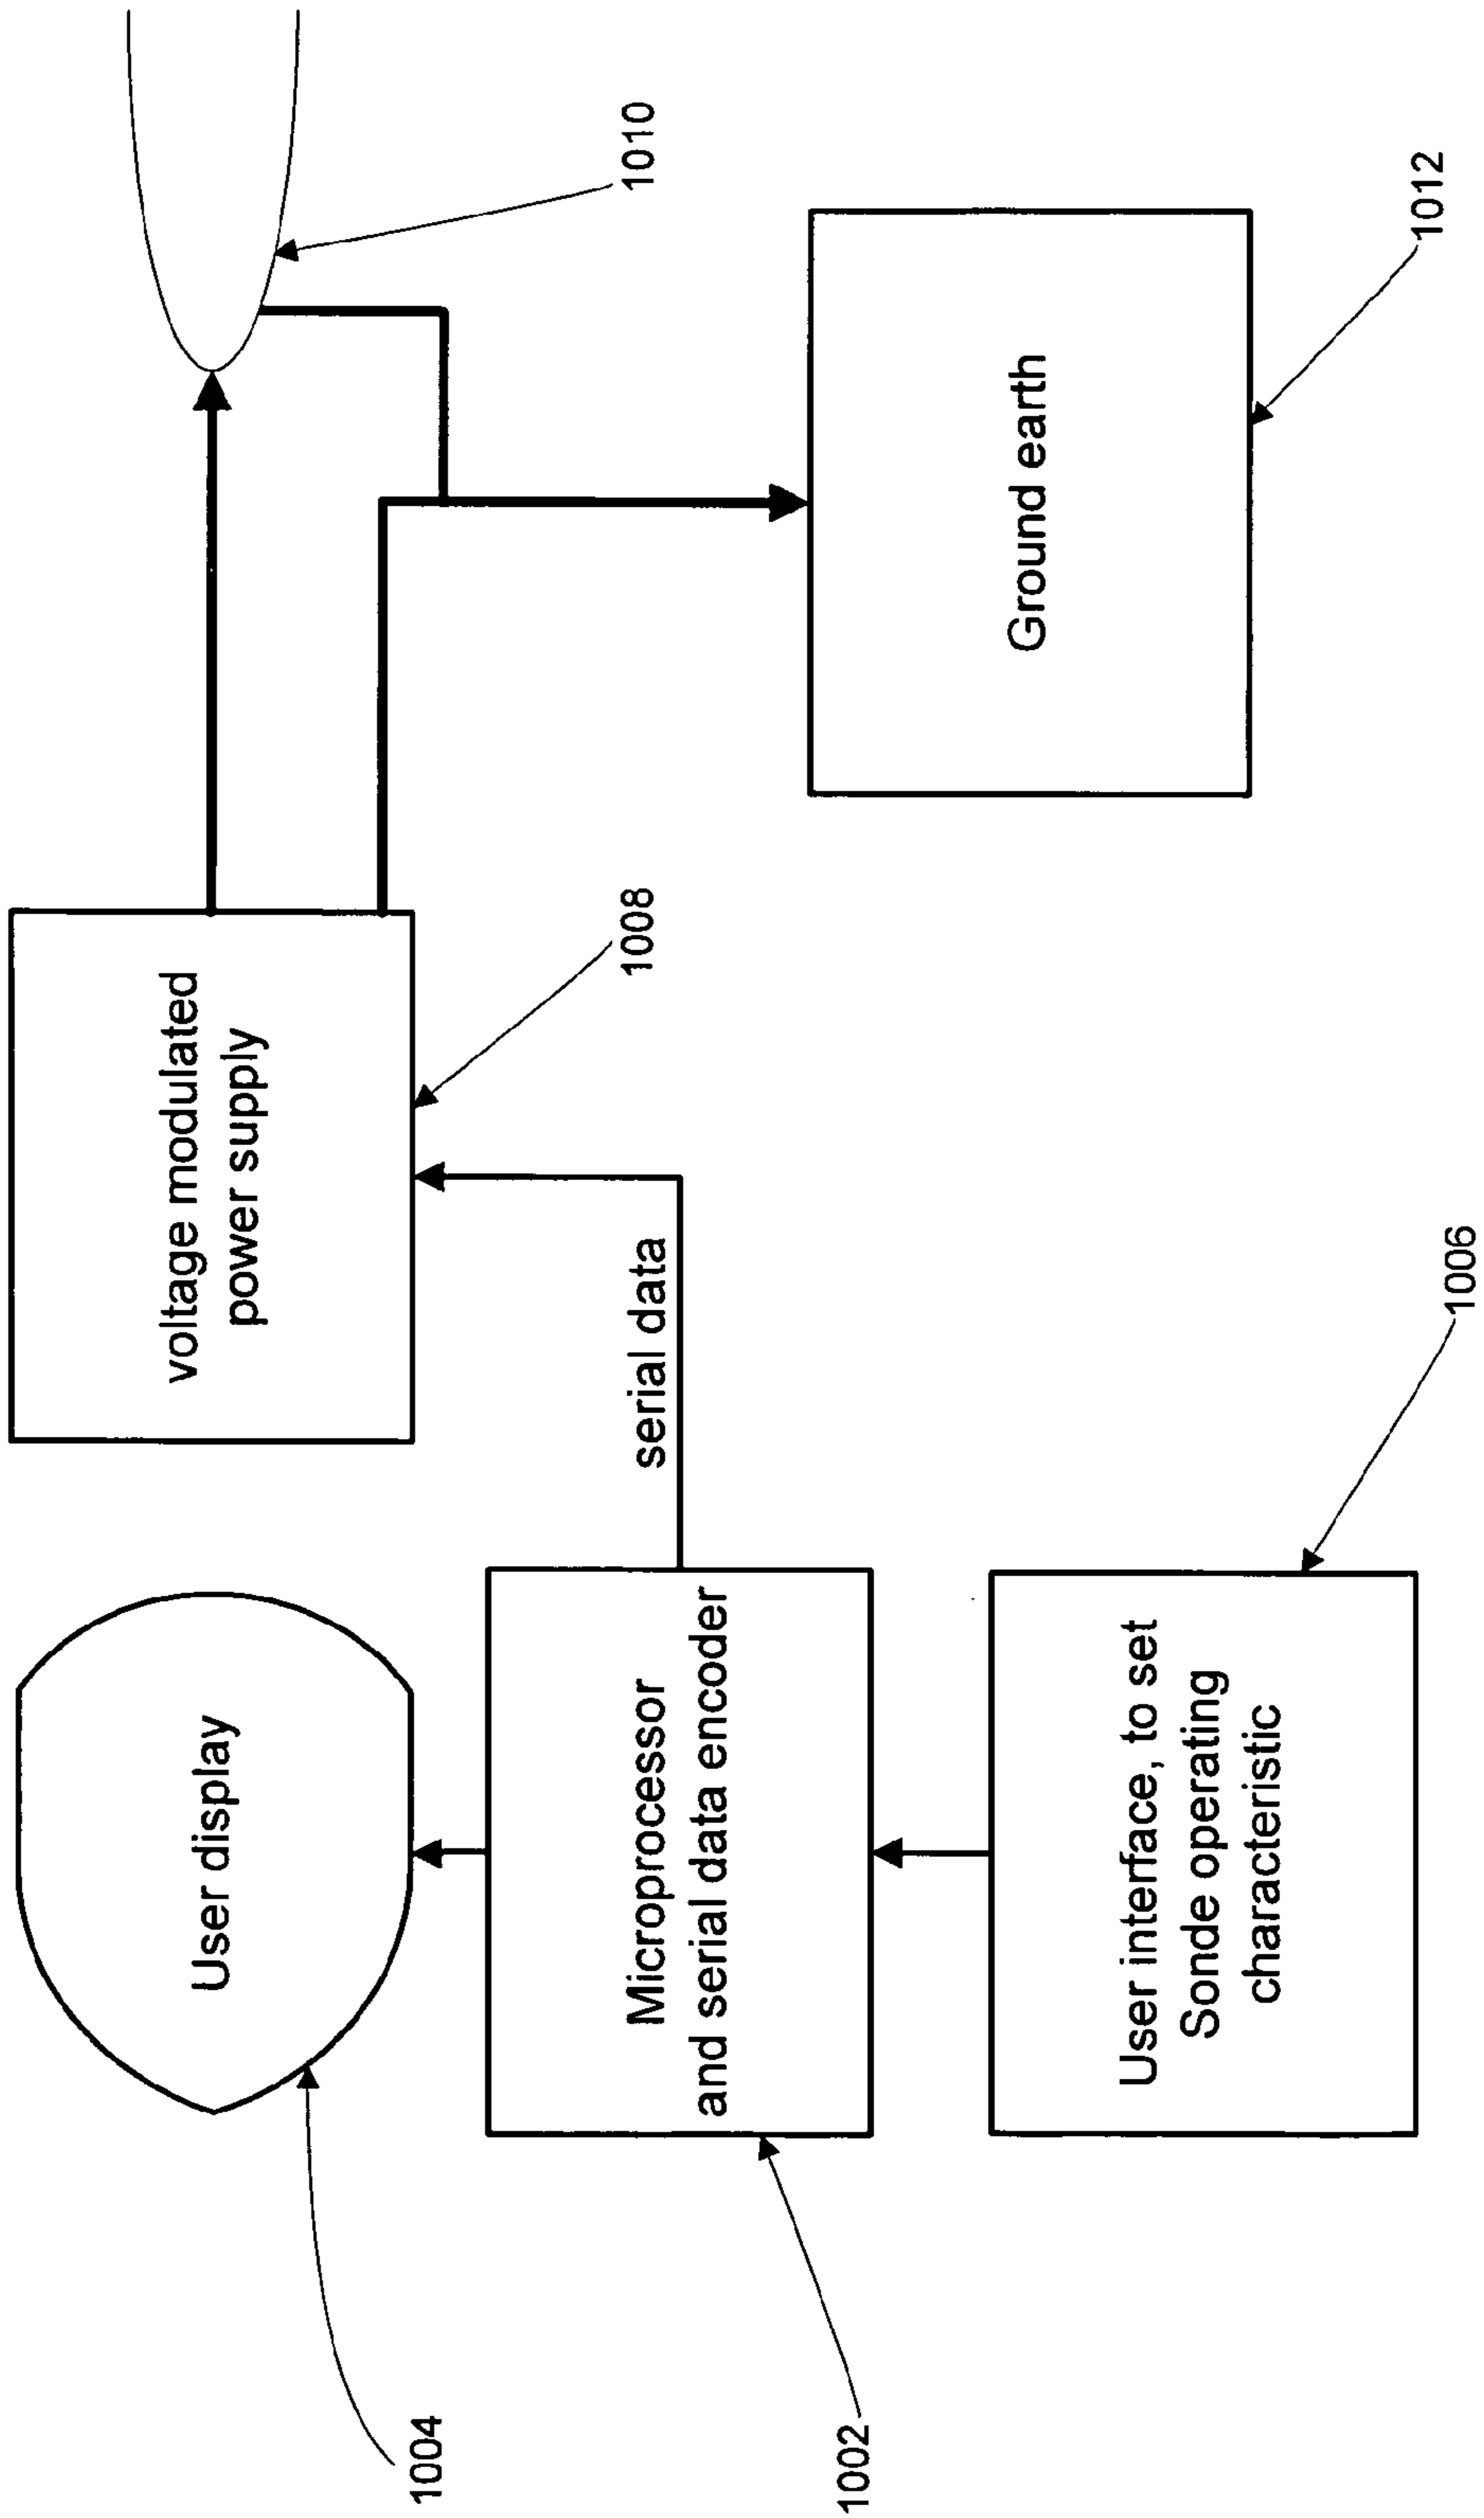 1004
User display
voltage modulated
power supply
1008
1010
1002
Microprocessor
and serial data encoder
serial data
Ground earth
1012
User interface, to set
Sonde operating
characteristic
1006